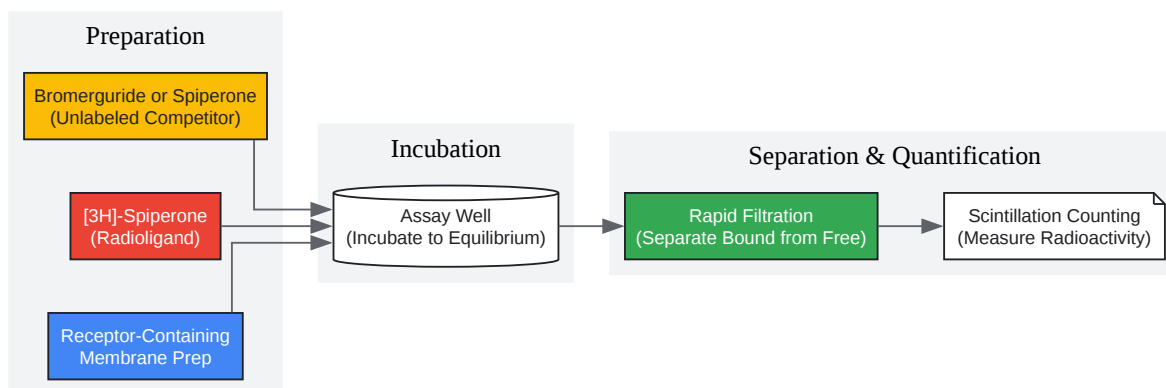 Preparation
Bromerguride or Spiperone
(Unlabeled Competitor)
[3H]-Spiperone
(Radioligand)
Receptor-Containing
Membrane Prep
Incubation
Assay Well
(Incubate to Equilibrium)
Separation & Quantification
Rapid Filtration
(Separate Bound from Free)
Scintillation Counting
(Measure Radioactivity)